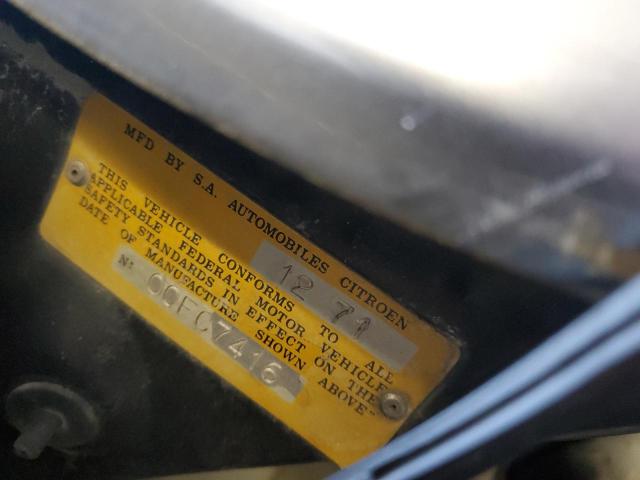 MFD BY S.A. AUTOMOBILES CITROEN
12 71
THIS VEHICLE CONFORMS TO ALL
APPLICABLE FEDERAL MOTOR VEHICLE
SAFETY STANDARDS IN EFFECT ON THE
DATE OF MANUFACTURE SHOWN ABOVE"
N: 00FC7416